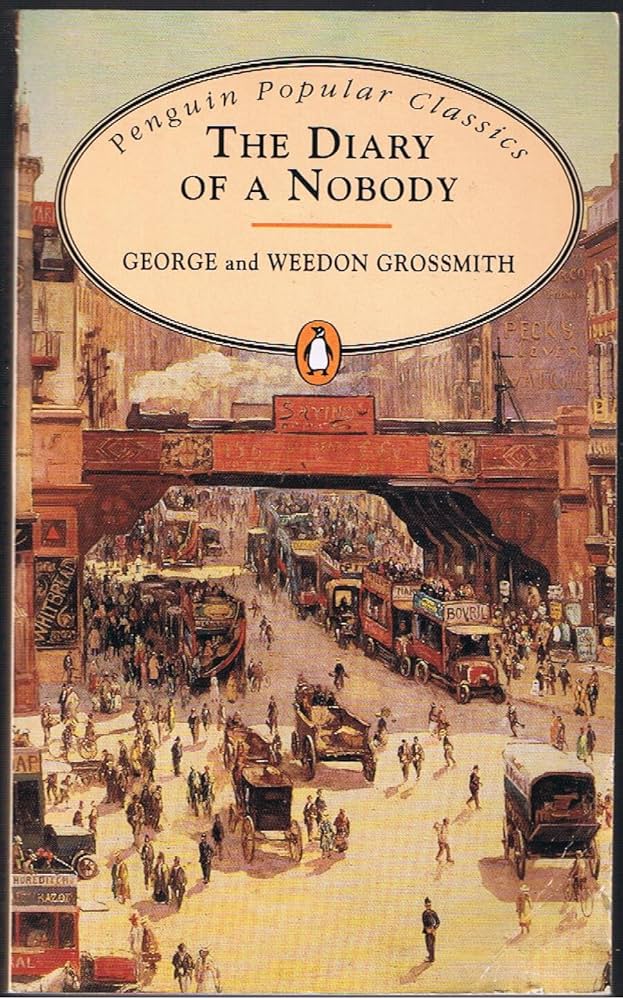 Penguin Popular Classics
THE DIARY
OF A NOBODY
GEORGE and WEEDON GROSSMITH
PECK'S
WHITBREAD
BOVRIL